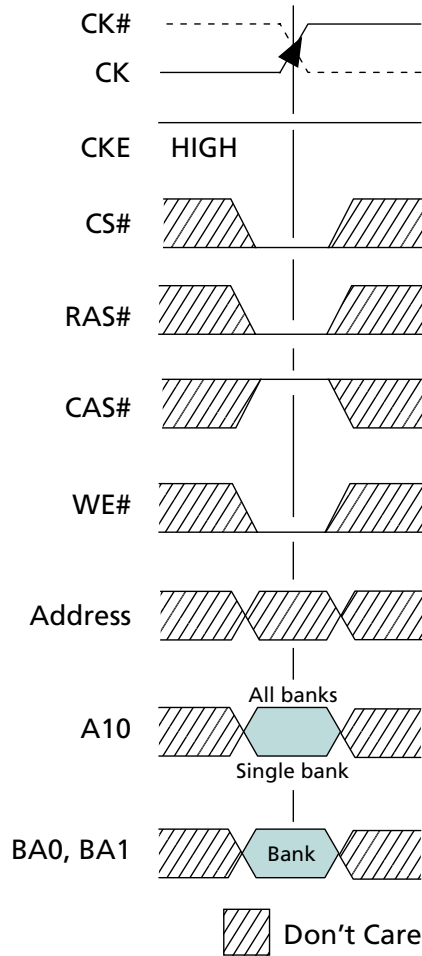 CK#
CK
CKE HIGH
CS#
RAS#
CAS#
WE#
Address
All banks
A10
Single bank
BA0, BA1 Bank
Don't Care